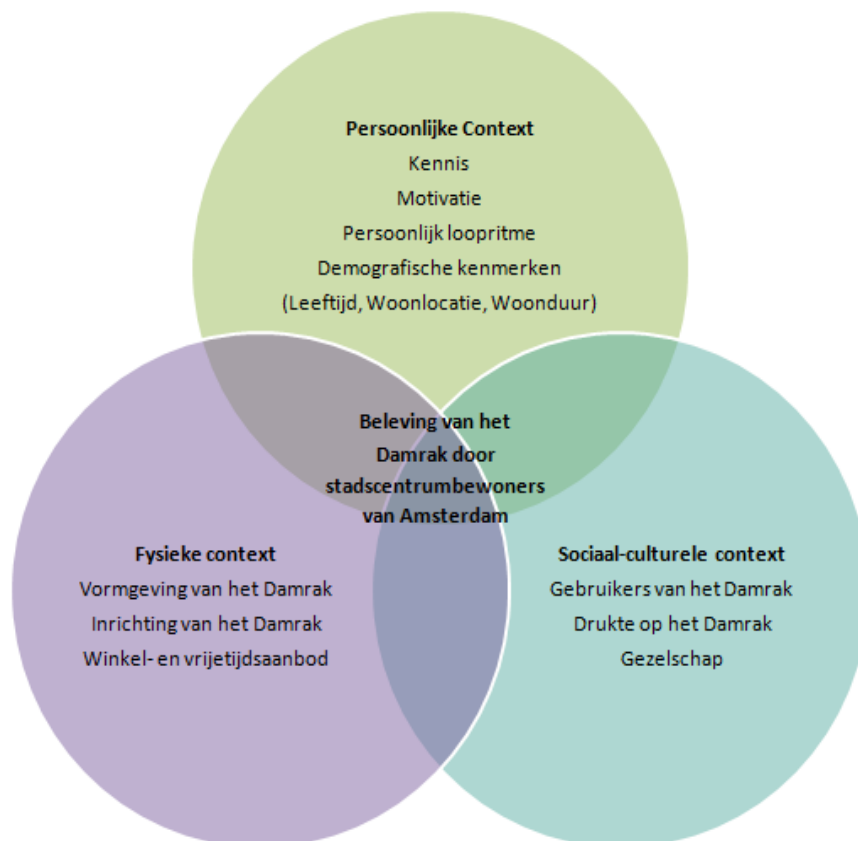 Persoonlijke Context
Kennis
Motivatie
Persoonlijk loopritme
Demografische kenmerken
(Leeftijd, Woonlocatie, Woonduur)
Beleving van het
Damrak door
stadscentrumbewoners
van Amsterdam
Fysieke context
Vormgeving van het Damrak
Inrichting van het Damrak
Winkel- en vrijetijdsaanbod
Sociaal-culturele context
Gebruikers van het Damrak
Drukte op het Damrak
Gezelschap